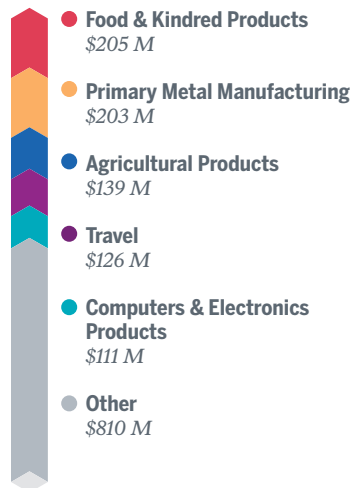 Food & Kindred Products
$205 M
Primary Metal Manufacturing
$203 M
Agricultural Products
$139 M
Travel
$126 M
Computers & Electronics
Products
$111 M
Other
$810 M